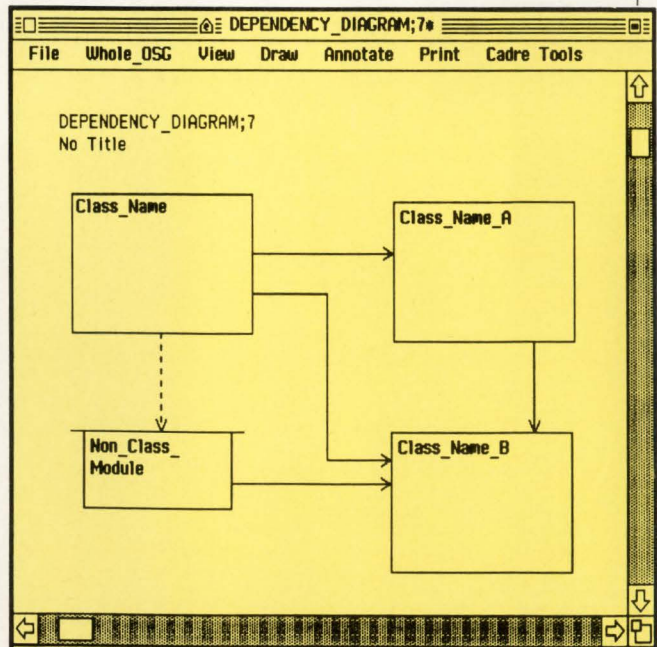 DEPENDENCY_DIAGRAM;7*
File Whole_OSG View Draw Annotate Print Cadre Tools
DEPENDENCY_DIAGRAM;7
No Title
Class_Name
Class_Name_A
Non_Class_
Module
Class_Name_B